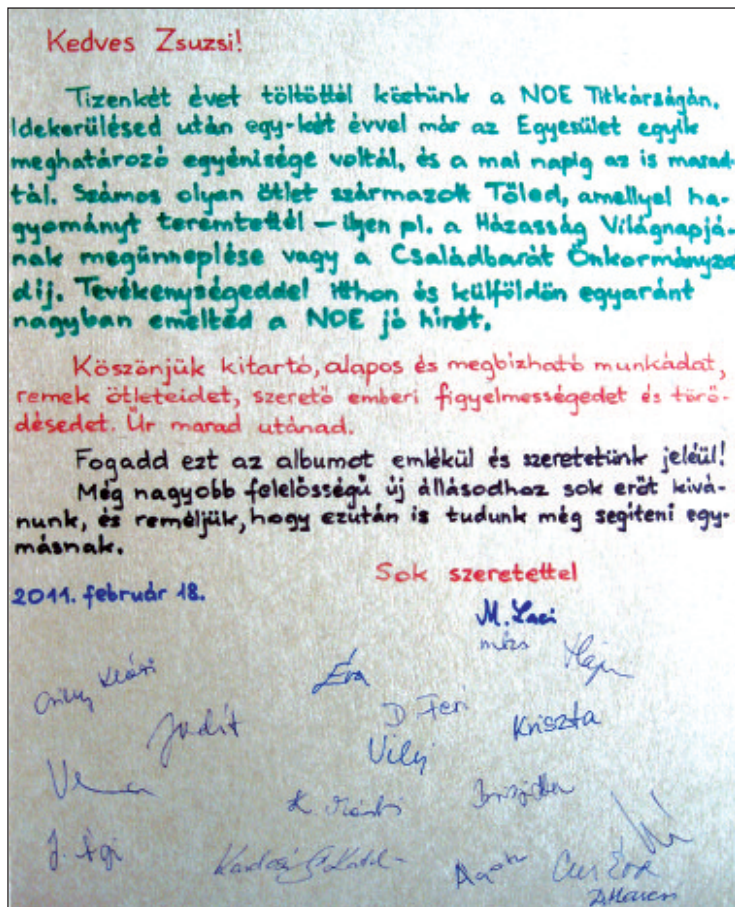 Kedves Zsuzsi!
Tizenkét évet töltöttél köztünk a NOE Titkárságán.
Idekerülésed után egy-két évvel már az Egyesület egyik
meghatározó egyénisége voltál, és a mai napig az is marad-
tál. Számos olyan ötlet származott Tőled, amellyel ha-
gyományt teremtettél – ilyen pl. a Házasság Világnapjá-
nak megünneplése vagy a Családbarát Önkormányzat
díj. Tevékenységeddel itthon és külföldön egyaránt
nagyban emelted a NOE jó hírét.
Köszönjük kitartó, alapos és megbízható munkádat,
remek ötleteidet, szerető emberi figyelmességedet és törő-
désedet. Űr marad utánad.
Fogadd ezt az albumot emlékül és szeretetünk jeléül!
Még nagyobb felelősségű új állásodhoz sok erőt kívá-
nunk, és reméljük, hogy ezután is tudunk még segíteni egy-
másnak.
Sok szeretettel
2011. február 18.
M. Laci
Éva
Judit
D. Feri
Kriszta
Vili
J. Ági
Éva